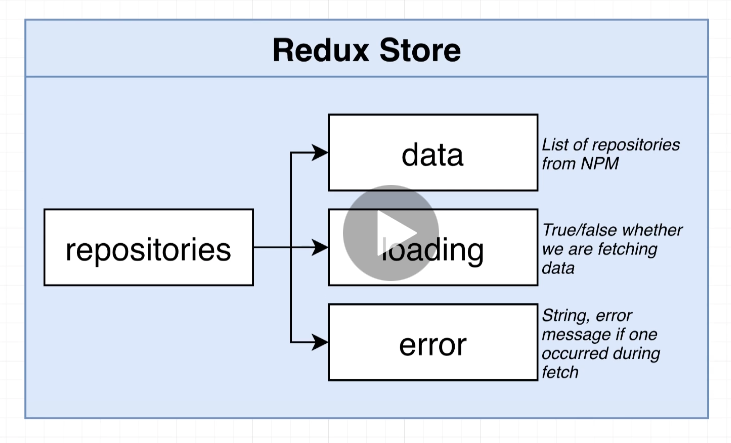 Redux Store
data
List of repositories
from NPM
repositories
loading
True/false whether
we are fetching
data
error
String, error
message if one
occurred during
fetch